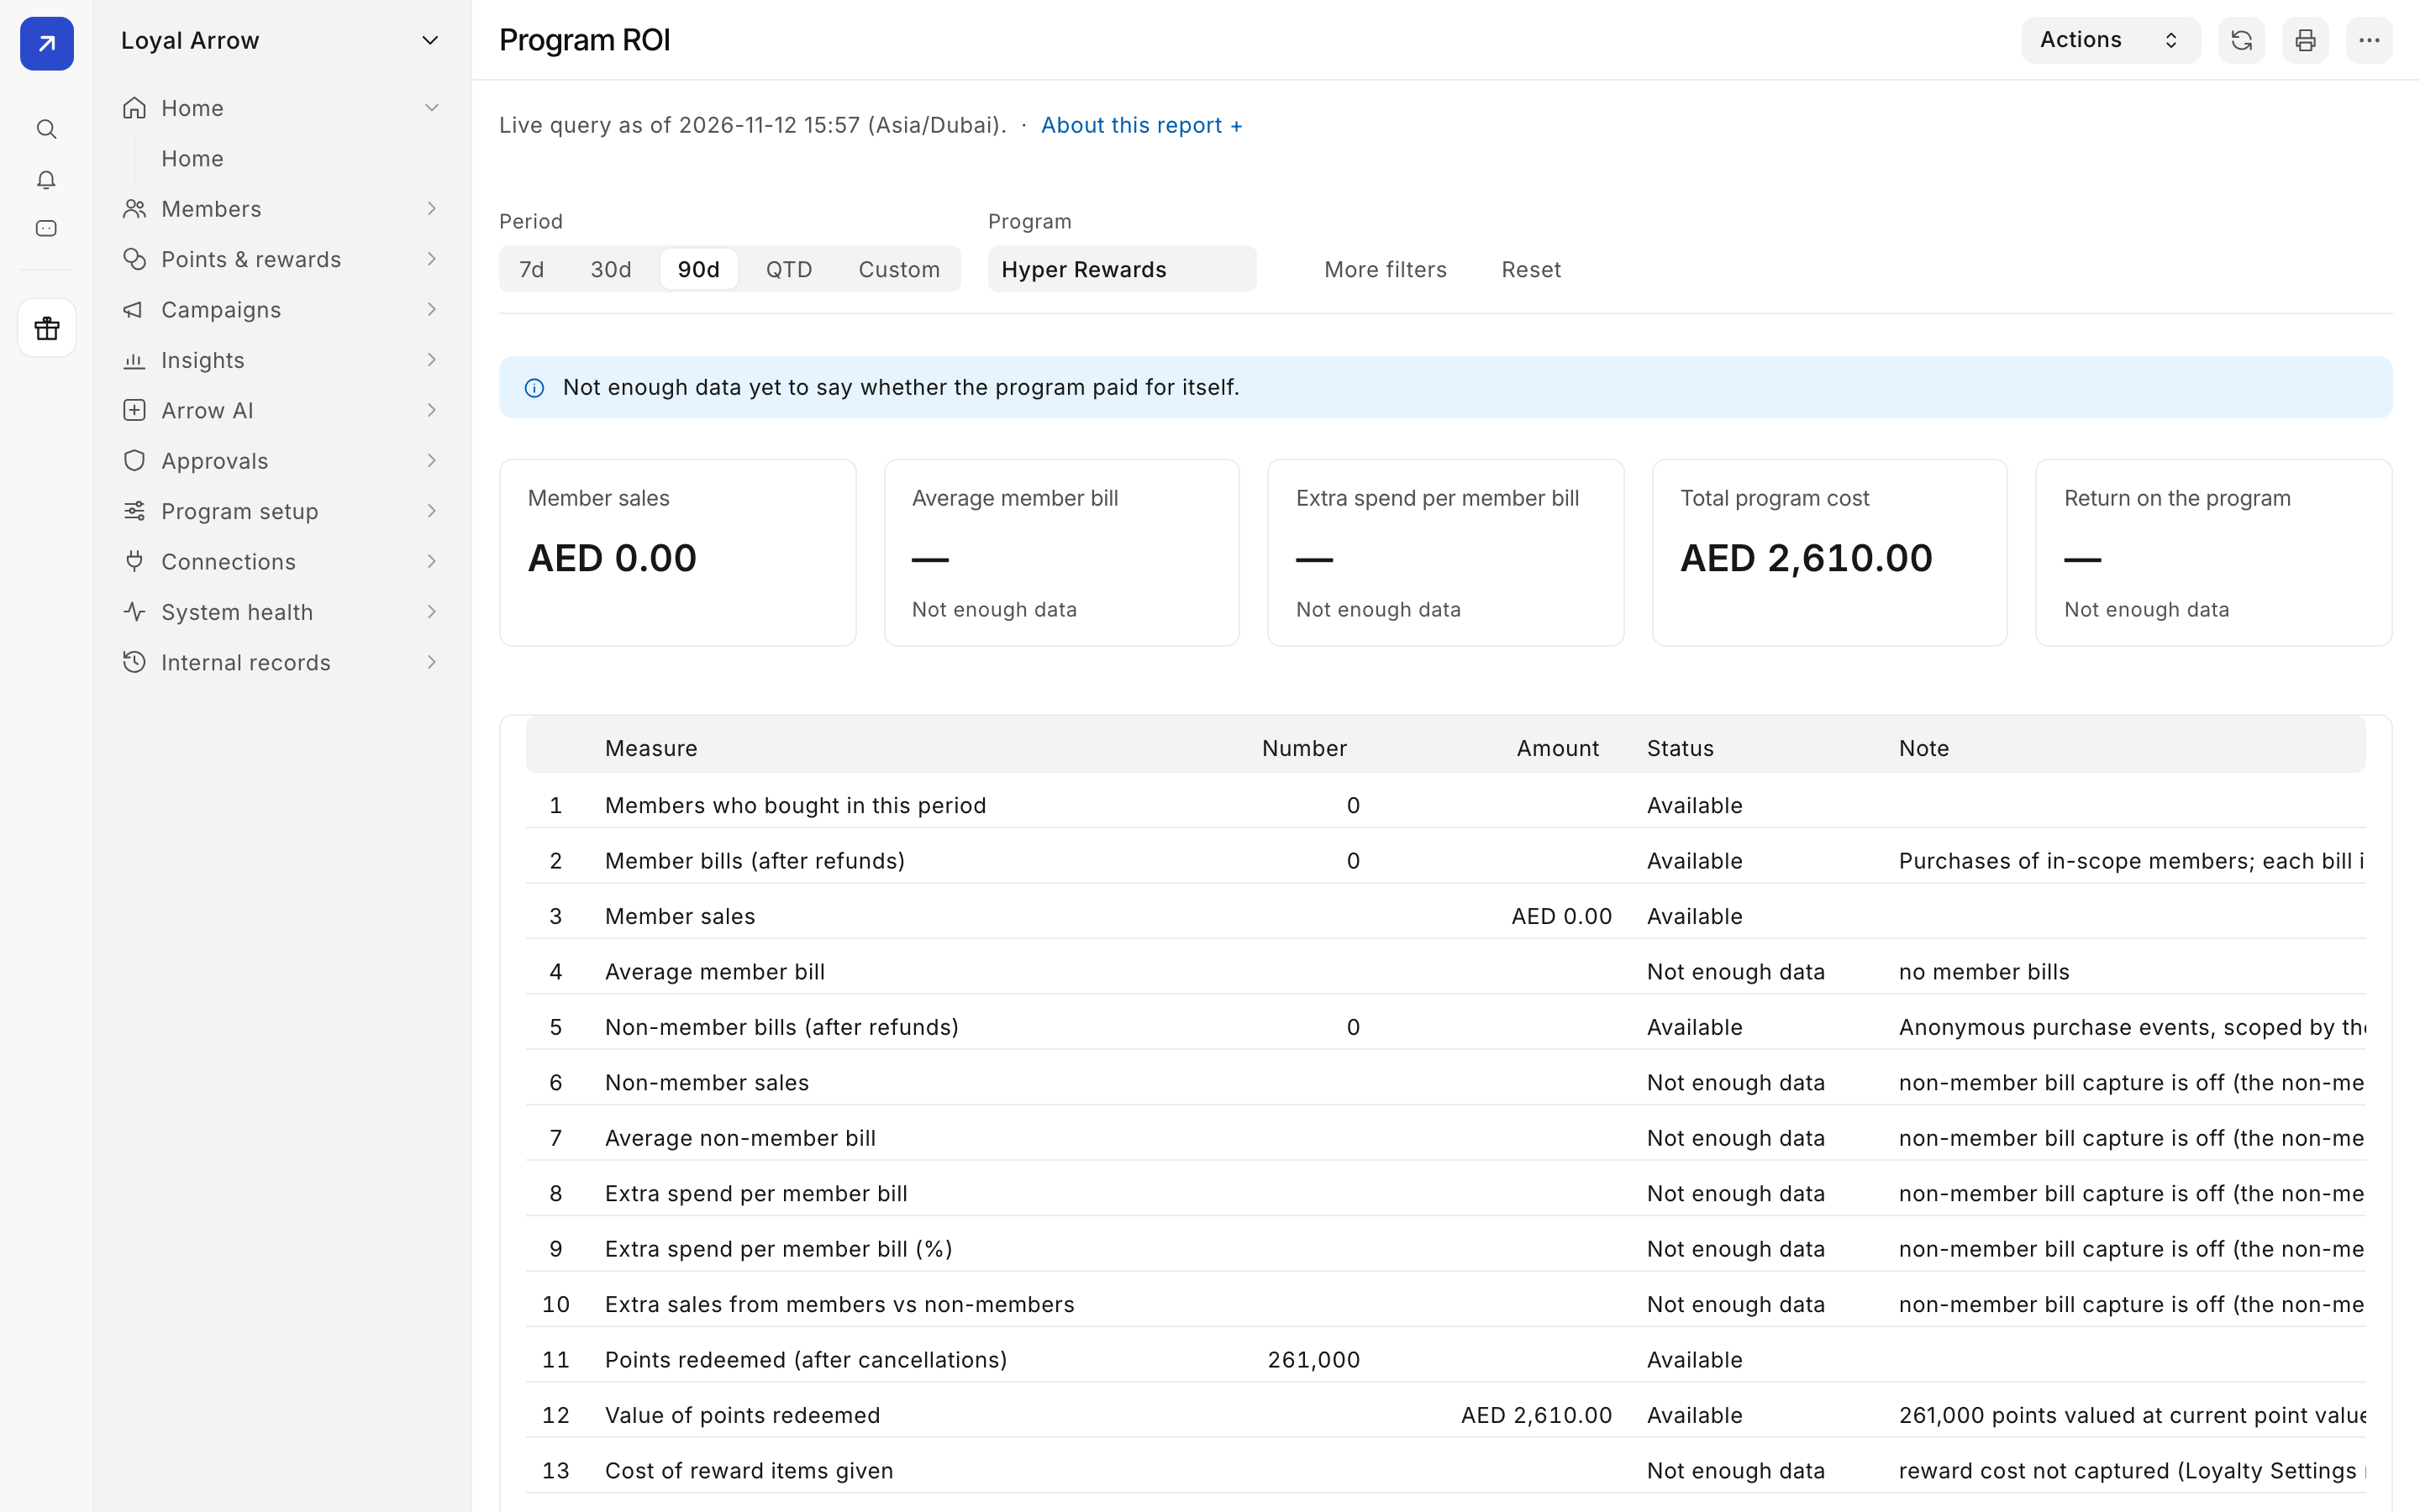 Loyal Arrow
Home
Home
Members
Points & rewards
Campaigns
Insights
Arrow AI
Approvals
Program setup
Connections
System health
Internal records
Program ROI
Actions
Live query as of 2026-11-12 15:57 (Asia/Dubai). · About this report +
Period
7d 30d 90d QTD Custom
Program
Hyper Rewards
More filters
Reset
Not enough data yet to say whether the program paid for itself.
Member sales
AED 0.00
Average member bill
—
Not enough data
Extra spend per member bill
—
Not enough data
Total program cost
AED 2,610.00
Return on the program
—
Not enough data
Measure Number Amount Status Note
1 Members who bought in this period 0 Available
2 Member bills (after refunds) 0 Available Purchases of in-scope members; each bill i
3 Member sales AED 0.00 Available
4 Average member bill Not enough data no member bills
5 Non-member bills (after refunds) 0 Available Anonymous purchase events, scoped by the
6 Non-member sales Not enough data non-member bill capture is off (the non-me
7 Average non-member bill Not enough data non-member bill capture is off (the non-me
8 Extra spend per member bill Not enough data non-member bill capture is off (the non-me
9 Extra spend per member bill (%) Not enough data non-member bill capture is off (the non-me
10 Extra sales from members vs non-members Not enough data non-member bill capture is off (the non-me
11 Points redeemed (after cancellations) 261,000 Available
12 Value of points redeemed AED 2,610.00 Available 261,000 points valued at current point value
13 Cost of reward items given Not enough data reward cost not captured (Loyalty Settings